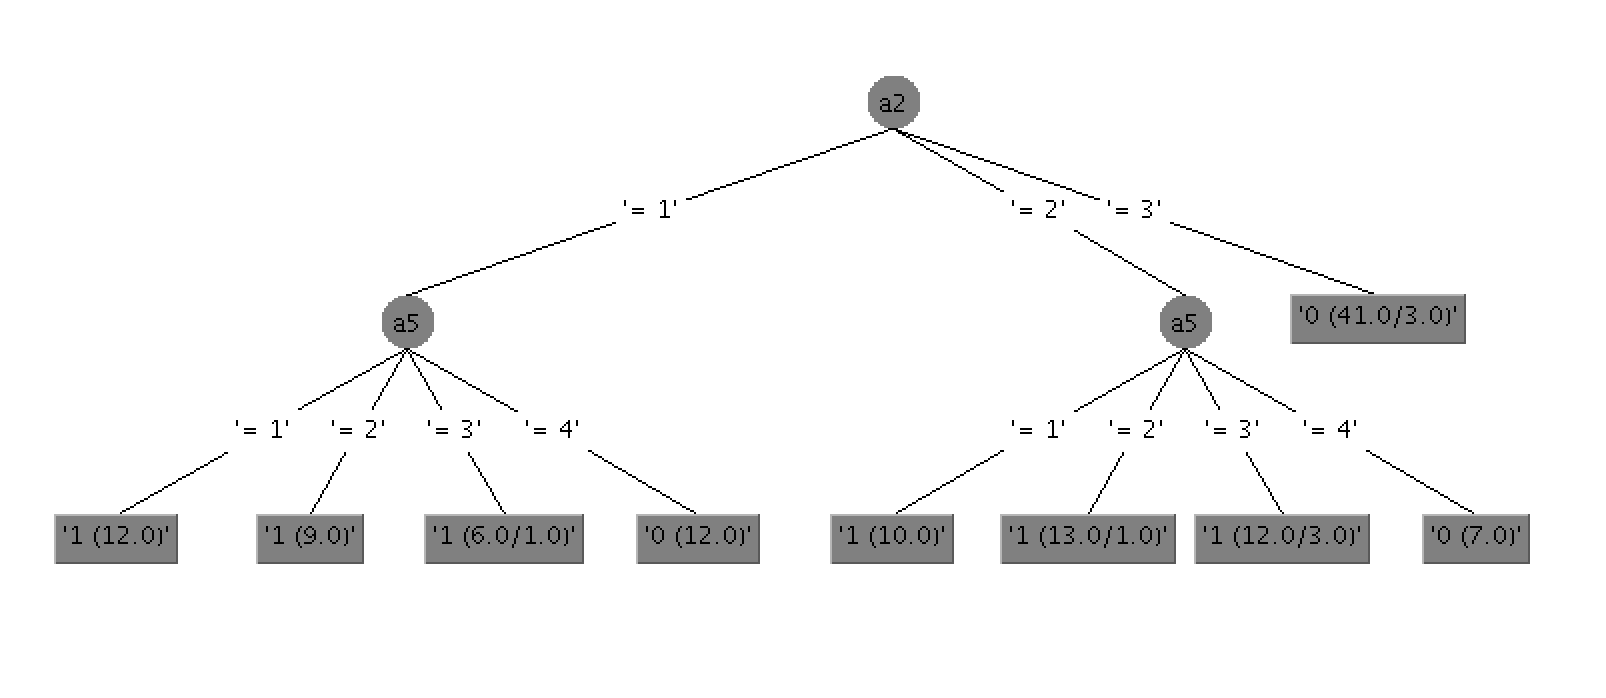 a2
'= 1' '= 2' '= 3'
a5 a5 '0 (41.0/3.0)'
'= 1' '= 2' '= 3' '= 4' '= 1' '= 2' '= 3' '= 4'
'1 (12.0)' '1 (9.0)' '1 (6.0/1.0)' '0 (12.0)' '1 (10.0)' '1 (13.0/1.0)' '1 (12.0/3.0)' '0 (7.0)'